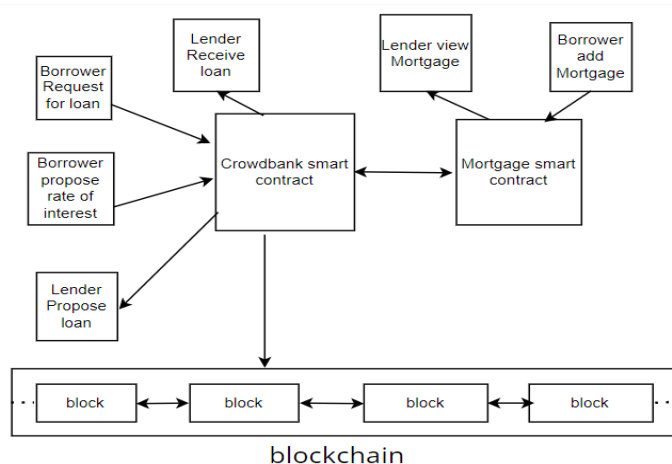 Lender
Receive
loan
Lender view
Mortgage
Borrower
add
Mortgage
Borrower
Request
for loan
Crowdbank smart
contract
Mortgage smart
contract
Borrower
propose
rate of
interest
Lender
Propose
loan
block
block
block
block
blockchain